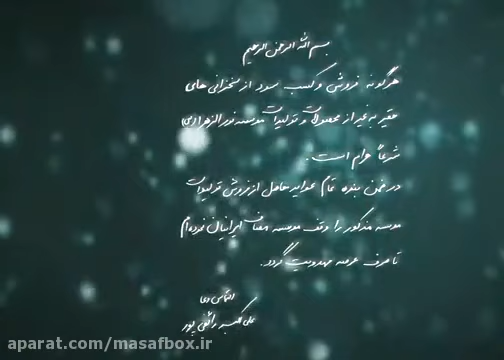 بسم الله الرحمن الرحیم
هرگونه فروش و کسب سود از سخنرانی های
حقیر به غیر از محصولات و تولیدات موسسه نورالزهرا (س)
شرعاً حرام است.
در ضمن بنده تمام عواید حاصل از فروش تولیدات
موسسه مذکور را وقف موسسه مصاف ایرانیان نموده‌ام
تا صرف عرصه مهدویت گردد.
التماس دعا
علی اکبر رائفی پور
aparat.com/masafbox.ir